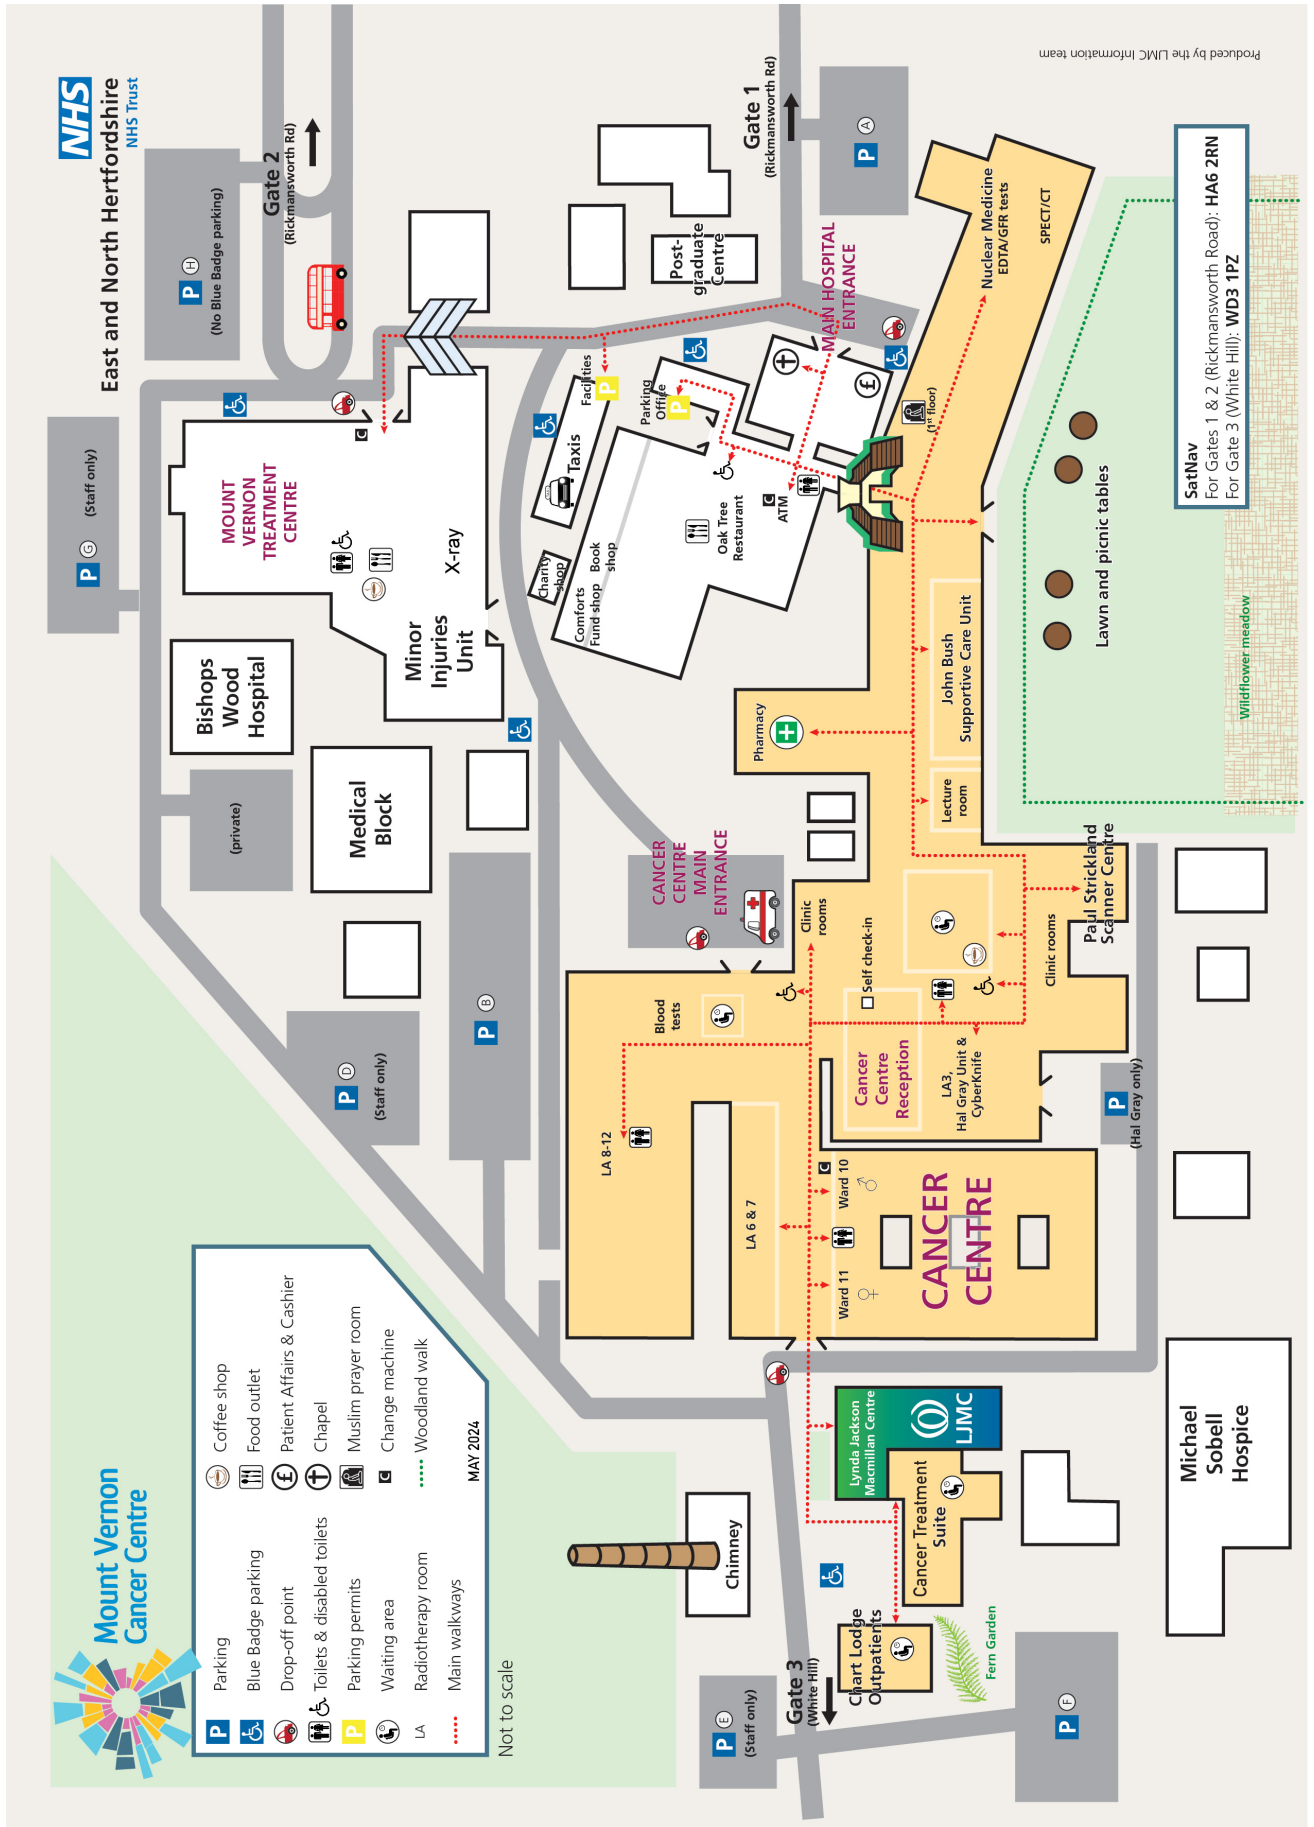 Mount Vernon
Cancer Centre
NHS
East and North Hertfordshire
NHS Trust
P Parking
Blue Badge parking
Drop-off point
Toilets & disabled toilets
P Parking permits
Waiting area
LA Radiotherapy room
Main walkways
Coffee shop
Food outlet
£ Patient Affairs & Cashier
Chapel
Muslim prayer room
C Change machine
Woodland walk
MAY 2024
Not to scale
P D
(Staff only)
(private)
P G
(Staff only)
P H
(No Blue Badge parking)
Gate 2
(Rickmansworth Rd)
Bishops
Wood
Hospital
Medical
Block
MOUNT
VERNON
TREATMENT
CENTRE
C
X-ray
Minor
Injuries
Unit
P B
Chimney
LA 8-12
Blood
tests
LA 6 & 7
CANCER
CENTRE
MAIN
ENTRANCE
Clinic
rooms
Charity
shop
Taxis
Facilities
P
Comforts
Fund shop
Book
shop
Parking
Office
P
Oak Tree
Restaurant
C
ATM
£
Post-
graduate
Centre
MAIN HOSPITAL
ENTRANCE
Gate 1
(Rickmansworth Rd)
P A
Pharmacy
(1st floor)
Nuclear Medicine
EDTA/GFR tests
SPECT/CT
John Bush
Supportive Care Unit
Lecture
room
Self check-in
Cancer
Centre
Reception
LA3,
Hal Gray Unit &
CyberKnife
Clinic rooms
Paul Strickland
Scanner Centre
C
Ward 10
Ward 11
CANCER
CENTRE
P
(Hal Gray only)
P E
(Staff only)
Gate 3
(White Hill)
Chart Lodge
Outpatients
Fern Garden
P F
Cancer Treatment
Suite
Lynda Jackson
Macmillan Centre
LJMC
Michael
Sobell
Hospice
Lawn and picnic tables
Wildflower meadow
SatNav
For Gates 1 & 2 (Rickmansworth Road): HA6 2RN
For Gate 3 (White Hill): WD3 1PZ
Produced by the LJMC Information team